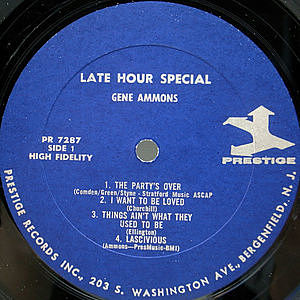 LATE HOUR SPECIAL
GENE AMMONS
PR 7287
SIDE 1
HIGH FIDELITY
PRESTIGE
1. THE PARTY'S OVER
(Comden/Green/Styne - Stratford Music ASCAP
2. I WANT TO BE LOVED
(Churchill)
3. THINGS AIN'T WHAT THEY
USED TO BE
(Ellington)
4. LASCIVIOUS
(Ammons—PresMusic-BMI)
PRESTIGE RECORDS INC., 203 S. WASHINGTON AVE., BERGENFIELD, N. J.